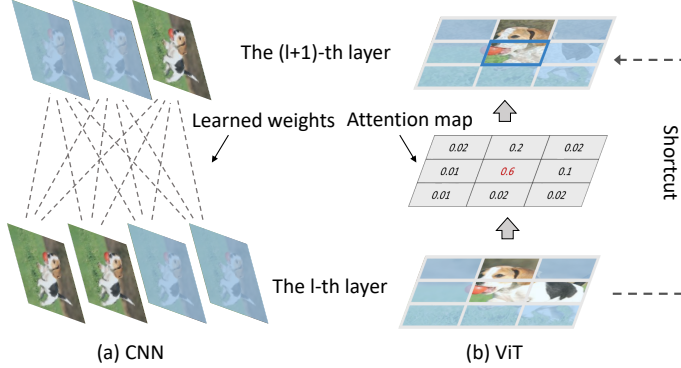 The (l+1)-th layer
Learned weights
Attention map
0.02 0.2 0.02
0.01 0.6 0.1
0.01 0.02 0.02
Shortcut
The l-th layer
(a) CNN
(b) ViT